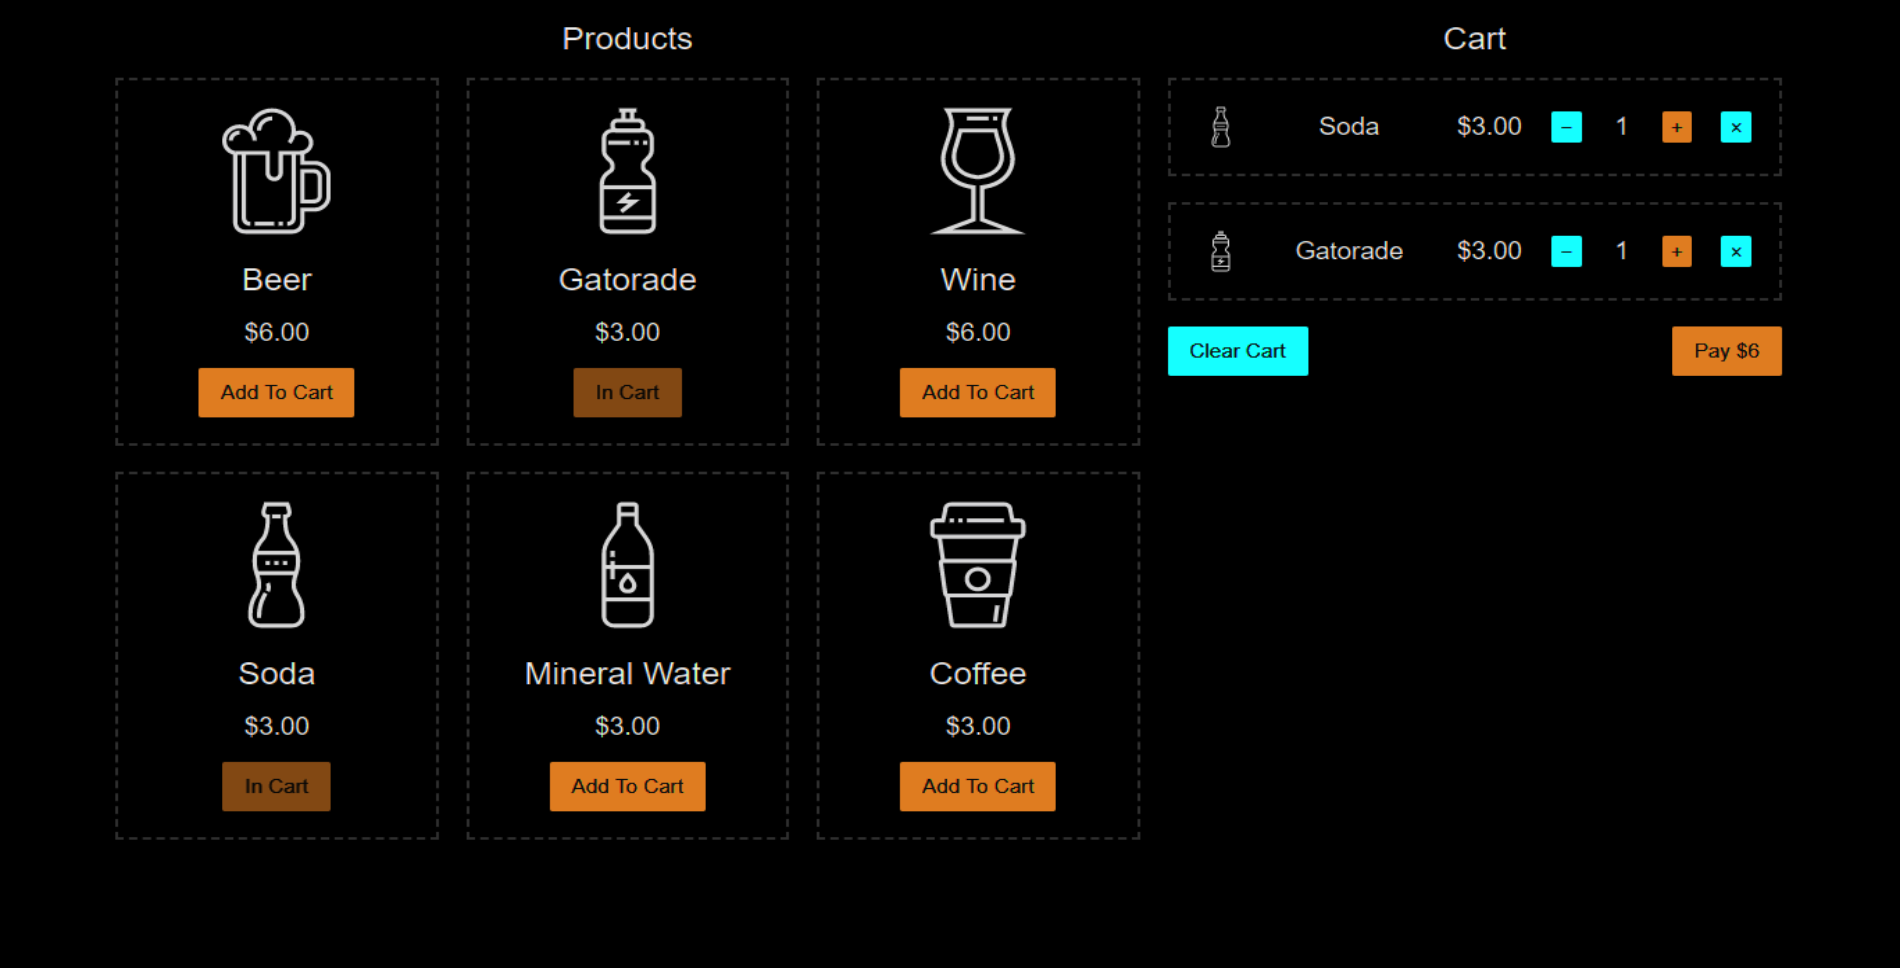 Products
Beer
$6.00
Add To Cart
Gatorade
$3.00
In Cart
Wine
$6.00
Add To Cart
Soda
$3.00
In Cart
Mineral Water
$3.00
Add To Cart
Coffee
$3.00
Add To Cart
Cart
Soda $3.00 − 1 + ×
Gatorade $3.00 − 1 + ×
Clear Cart Pay $6